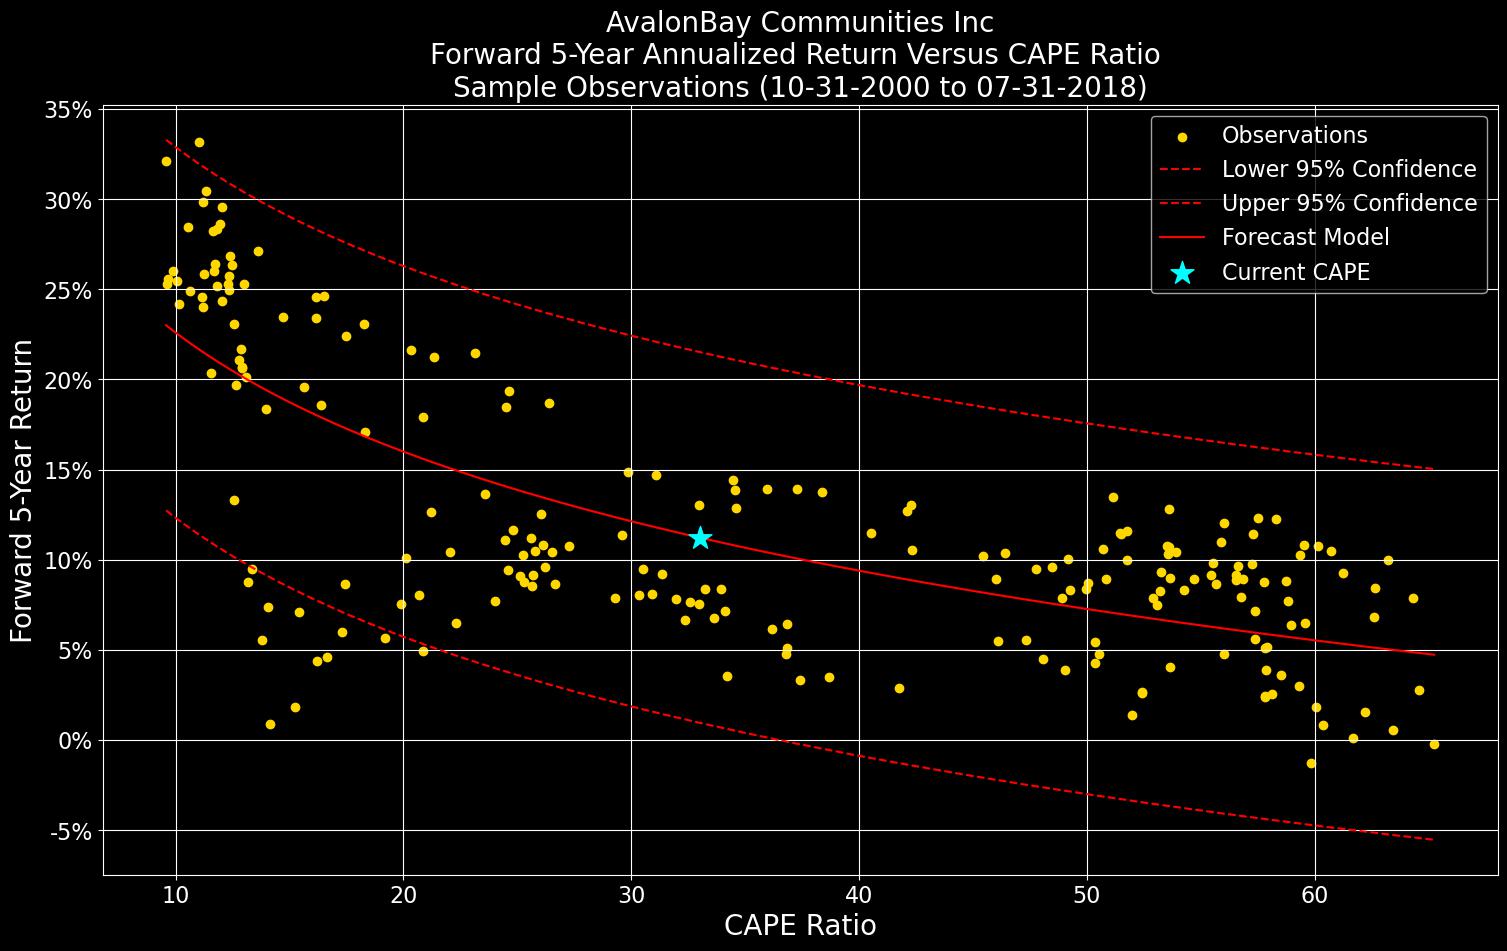 AvalonBay Communities Inc
Forward 5-Year Annualized Return Versus CAPE Ratio
Sample Observations (10-31-2000 to 07-31-2018)
Forward 5-Year Return
35%
30%
25%
20%
15%
10%
5%
0%
-5%
Observations
Lower 95% Confidence
Upper 95% Confidence
Forecast Model
Current CAPE
10 20 30 40 50 60
CAPE Ratio